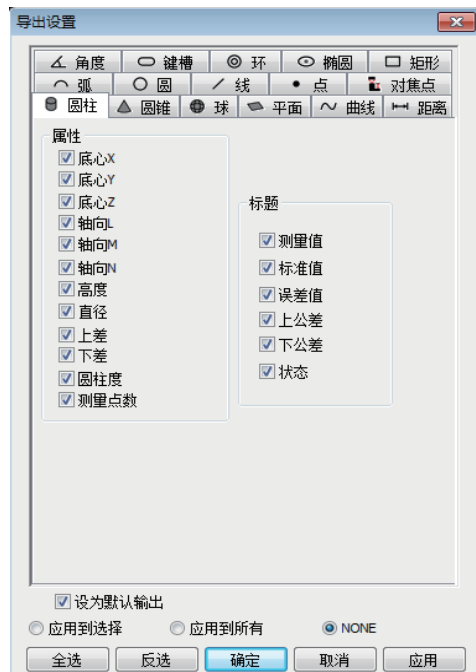 导出设置
角度 键槽 环 椭圆 矩形
弧 圆 线 点 对焦点
圆柱 圆锥 球 平面 曲线 距离
属性
底心X
底心Y
底心Z
轴向L
轴向M
轴向N
高度
直径
上差
下差
圆柱度
测量点数
标题
测量值
标准值
误差值
上公差
下公差
状态
设为默认输出
应用到选择 应用到所有 NONE
全选 反选 确定 取消 应用